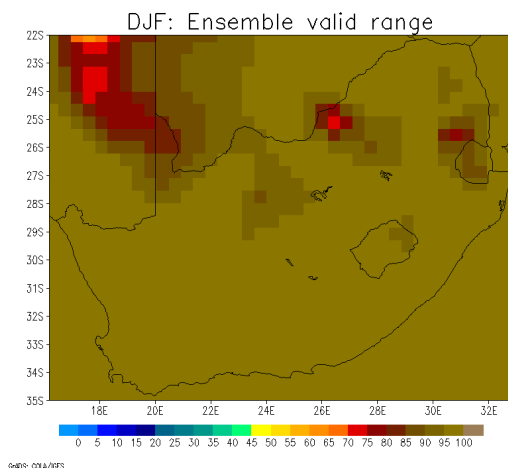 DJF: Ensemble valid range
22S
23S
24S
25S
26S
27S
28S
29S
30S
31S
32S
33S
34S
35S
18E 20E 22E 24E 26E 28E 30E 32E
0 5 10 15 20 25 30 35 40 45 50 55 60 65 70 75 80 85 90 95 100
GrADS: COLA/IGES